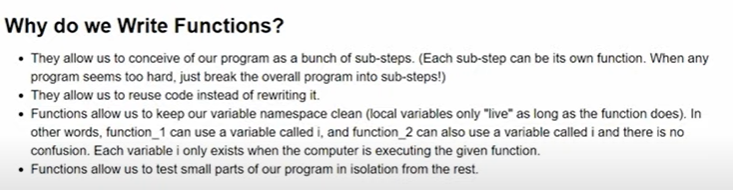 Why do we Write Functions?
• They allow us to conceive of our program as a bunch of sub-steps. (Each sub-step can be its own function. When any
program seems too hard, just break the overall program into sub-steps!)
• They allow us to reuse code instead of rewriting it.
• Functions allow us to keep our variable namespace clean (local variables only "live" as long as the function does). In
other words, function_1 can use a variable called i, and function_2 can also use a variable called i and there is no
confusion. Each variable i only exists when the computer is executing the given function.
• Functions allow us to test small parts of our program in isolation from the rest.